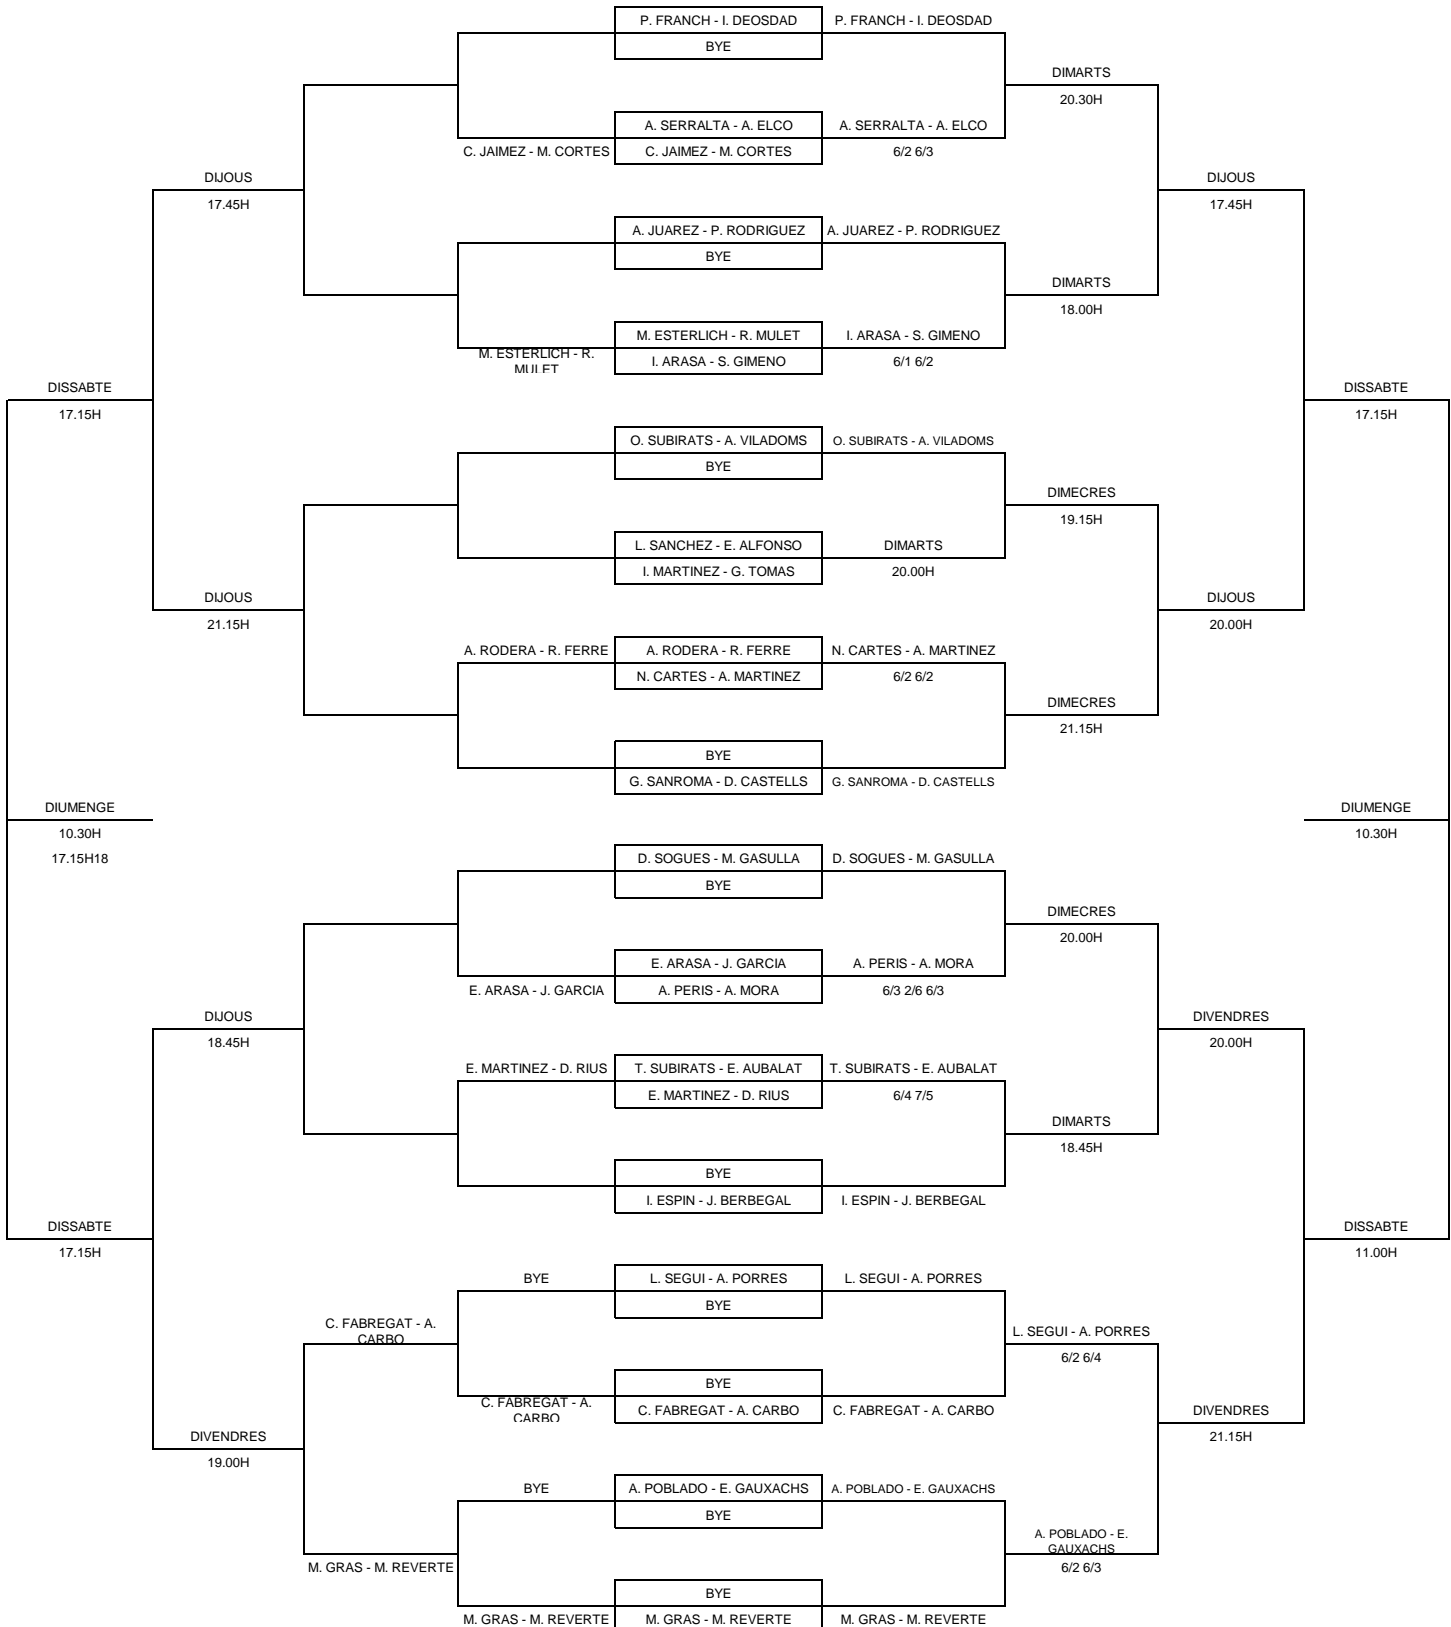 P. FRANCH - I. DEOSDAD
P. FRANCH - I. DEOSDAD
BYE
DIMARTS
20.30H
A. SERRALTA - A. ELCO
A. SERRALTA - A. ELCO
C. JAIMEZ - M. CORTES
C. JAIMEZ - M. CORTES
6/2 6/3
DIJOUS
DIJOUS
17.45H
17.45H
A. JUAREZ - P. RODRIGUEZ
A. JUAREZ - P. RODRIGUEZ
BYE
DIMARTS
18.00H
M. ESTERLICH - R. MULET
I. ARASA - S. GIMENO
M. ESTERLICH - R.
MULET
I. ARASA - S. GIMENO
6/1 6/2
DISSABTE
DISSABTE
17.15H
17.15H
O. SUBIRATS - A. VILADOMS
O. SUBIRATS - A. VILADOMS
BYE
DIMECRES
19.15H
L. SANCHEZ - E. ALFONSO
DIMARTS
I. MARTINEZ - G. TOMAS
20.00H
DIJOUS
DIJOUS
21.15H
20.00H
A. RODERA - R. FERRE
A. RODERA - R. FERRE
N. CARTES - A. MARTINEZ
N. CARTES - A. MARTINEZ
6/2 6/2
DIMECRES
21.15H
BYE
G. SANROMA - D. CASTELLS
G. SANROMA - D. CASTELLS
DIUMENGE
DIUMENGE
10.30H
10.30H
17.15H18
D. SOGUES - M. GASULLA
D. SOGUES - M. GASULLA
BYE
DIMECRES
20.00H
E. ARASA - J. GARCIA
A. PERIS - A. MORA
E. ARASA - J. GARCIA
A. PERIS - A. MORA
6/3 2/6 6/3
DIJOUS
DIVENDRES
18.45H
20.00H
E. MARTINEZ - D. RIUS
T. SUBIRATS - E. AUBALAT
T. SUBIRATS - E. AUBALAT
E. MARTINEZ - D. RIUS
6/4 7/5
DIMARTS
18.45H
BYE
I. ESPIN - J. BERBEGAL
I. ESPIN - J. BERBEGAL
DISSABTE
DISSABTE
17.15H
11.00H
BYE
L. SEGUI - A. PORRES
L. SEGUI - A. PORRES
BYE
C. FABREGAT - A.
CARBO
L. SEGUI - A. PORRES
6/2 6/4
BYE
C. FABREGAT - A.
CARBO
C. FABREGAT - A. CARBO
C. FABREGAT - A. CARBO
DIVENDRES
DIVENDRES
19.00H
21.15H
BYE
A. POBLADO - E. GAUXACHS
A. POBLADO - E. GAUXACHS
BYE
A. POBLADO - E.
GAUXACHS
M. GRAS - M. REVERTE
6/2 6/3
BYE
M. GRAS - M. REVERTE
M. GRAS - M. REVERTE
M. GRAS - M. REVERTE